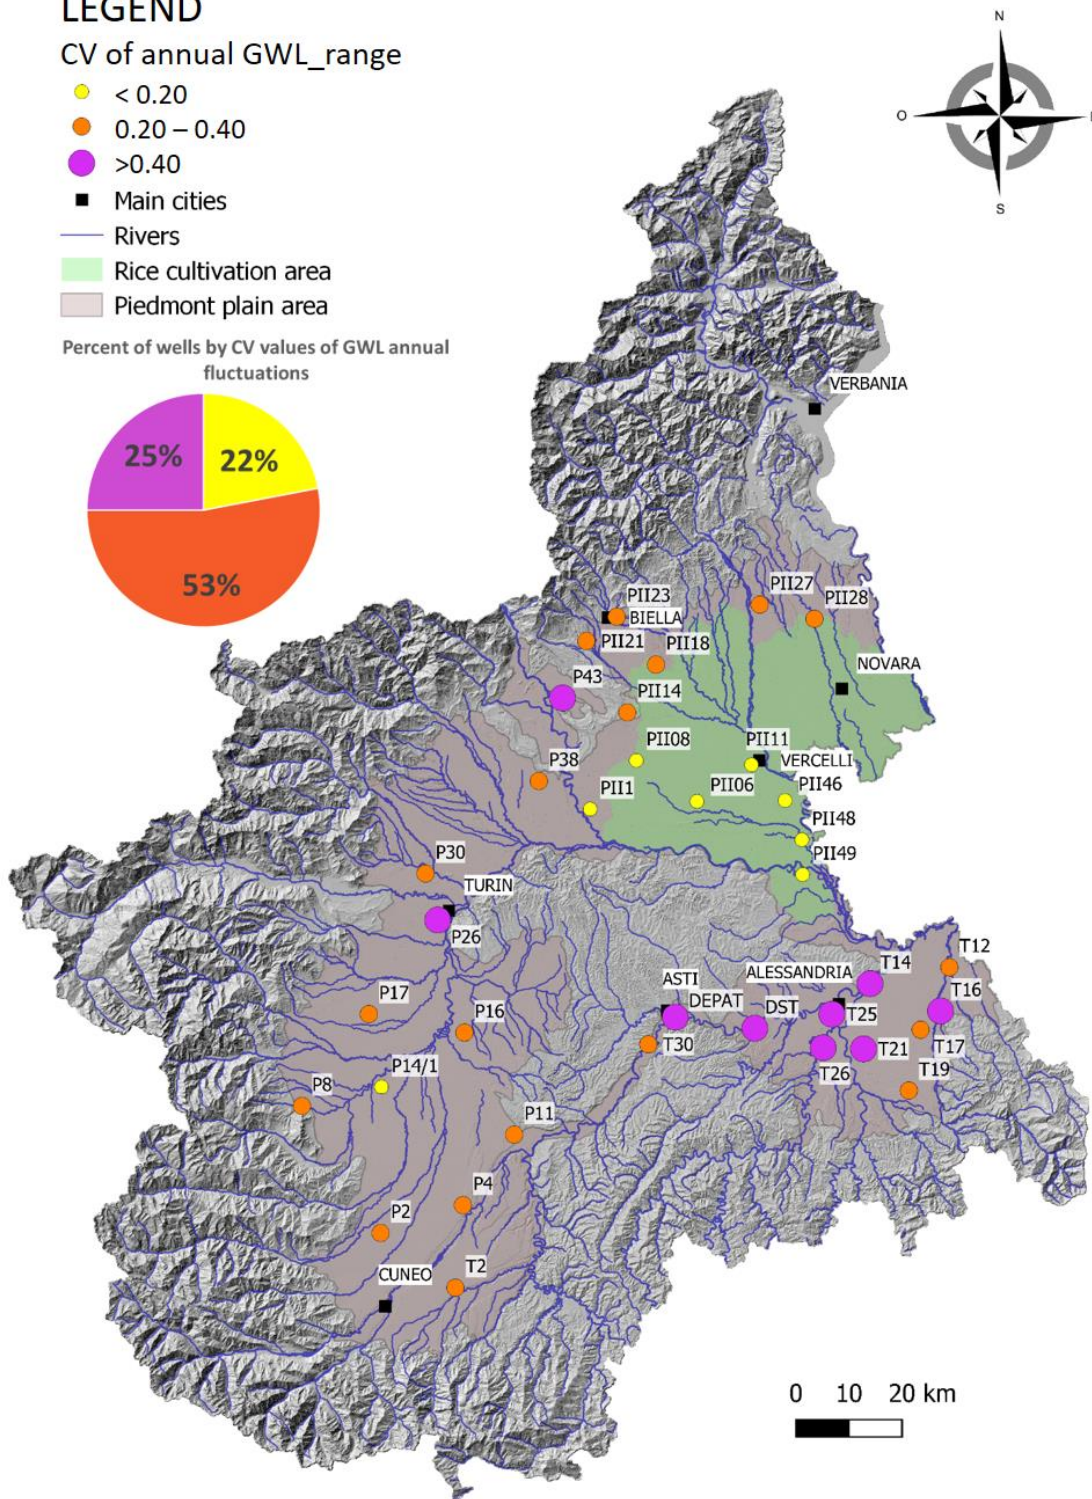 LEGEND
CV of annual GWL_range
< 0.20
0.20 – 0.40
>0.40
Main cities
Rivers
Rice cultivation area
Piedmont plain area
Percent of wells by CV values of GWL annual
fluctuations
25%
22%
53%
N
O
S
VERBANIA
PII27
PII23
PII28
BIELLA
PII21
PII18
NOVARA
P43
PII14
PII08
PII11
VERCELLI
P38
PII06
PII46
PII1
PII48
PII49
P30
TURIN
P26
T12
T14
ALESSANDRIA
ASTI
T16
DEPAT
DST
P17
P16
T25
T30
T17
T21
T26
P14/1
T19
P8
P11
P4
P2
T2
CUNEO
0 10 20 km